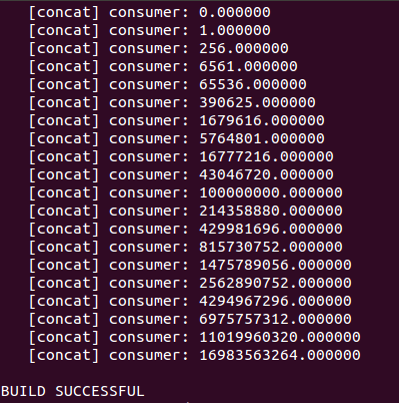 [concat] consumer: 0.000000
[concat] consumer: 1.000000
[concat] consumer: 256.000000
[concat] consumer: 6561.000000
[concat] consumer: 65536.000000
[concat] consumer: 390625.000000
[concat] consumer: 1679616.000000
[concat] consumer: 5764801.000000
[concat] consumer: 16777216.000000
[concat] consumer: 43046720.000000
[concat] consumer: 100000000.000000
[concat] consumer: 214358880.000000
[concat] consumer: 429981696.000000
[concat] consumer: 815730752.000000
[concat] consumer: 1475789056.000000
[concat] consumer: 2562890752.000000
[concat] consumer: 4294967296.000000
[concat] consumer: 6975757312.000000
[concat] consumer: 11019960320.000000
[concat] consumer: 16983563264.000000
BUILD SUCCESSFUL